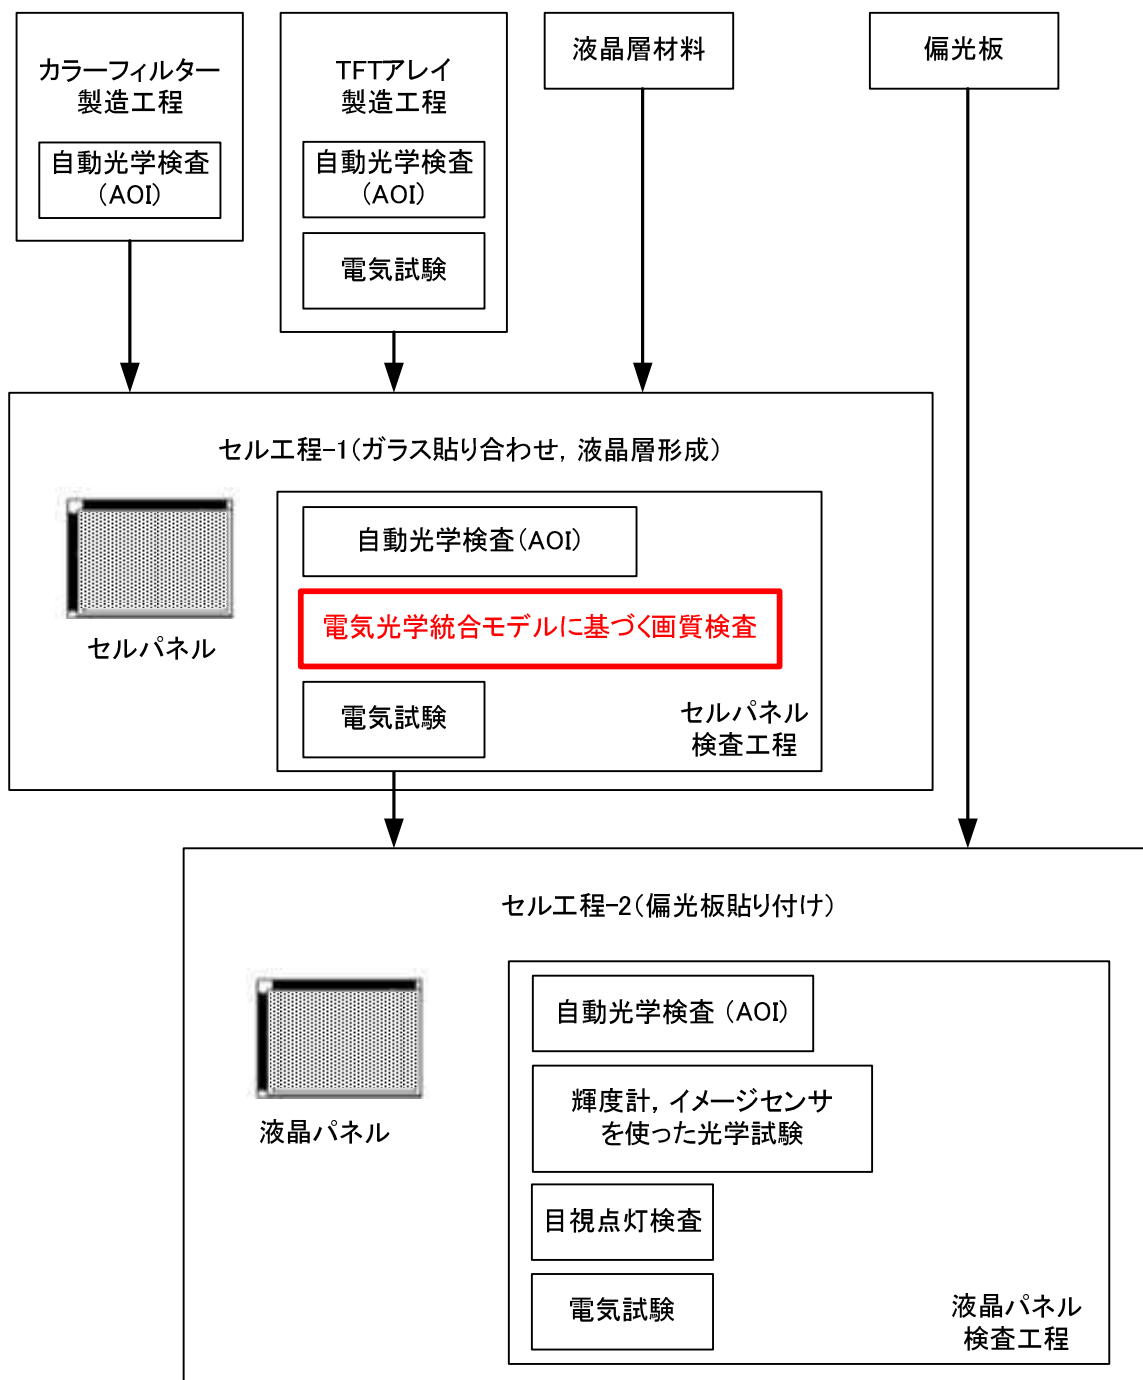 カラーフィルター
製造工程
自動光学検査
(AOI)
TFTアレイ
製造工程
自動光学検査
(AOI)
電気試験
液晶層材料
偏光板
セル工程-1(ガラス貼り合わせ, 液晶層形成)
セルパネル
自動光学検査(AOI)
電気光学統合モデルに基づく画質検査
電気試験
セルパネル
検査工程
セル工程-2(偏光板貼り付け)
液晶パネル
自動光学検査 (AOI)
輝度計, イメージセンサ
を使った光学試験
目視点灯検査
電気試験
液晶パネル
検査工程